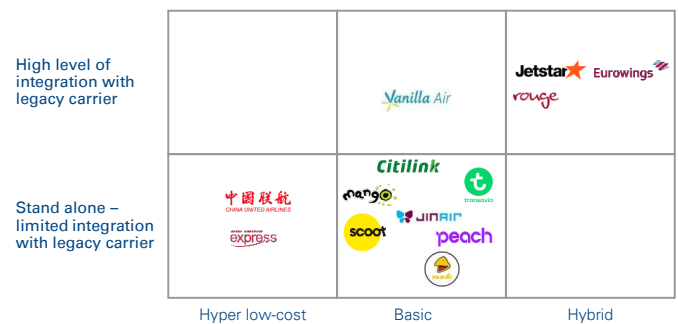 High level of
integration with
legacy carrier
Vanilla Air
Jetstar
Eurowings
rouge
Stand alone –
limited integration
with legacy carrier
中国联航
CHINA UNITED AIRLINES
express
Citilink
mango
t
transavia
JINAIR
scoot
peach
Hyper low-cost
Basic
Hybrid